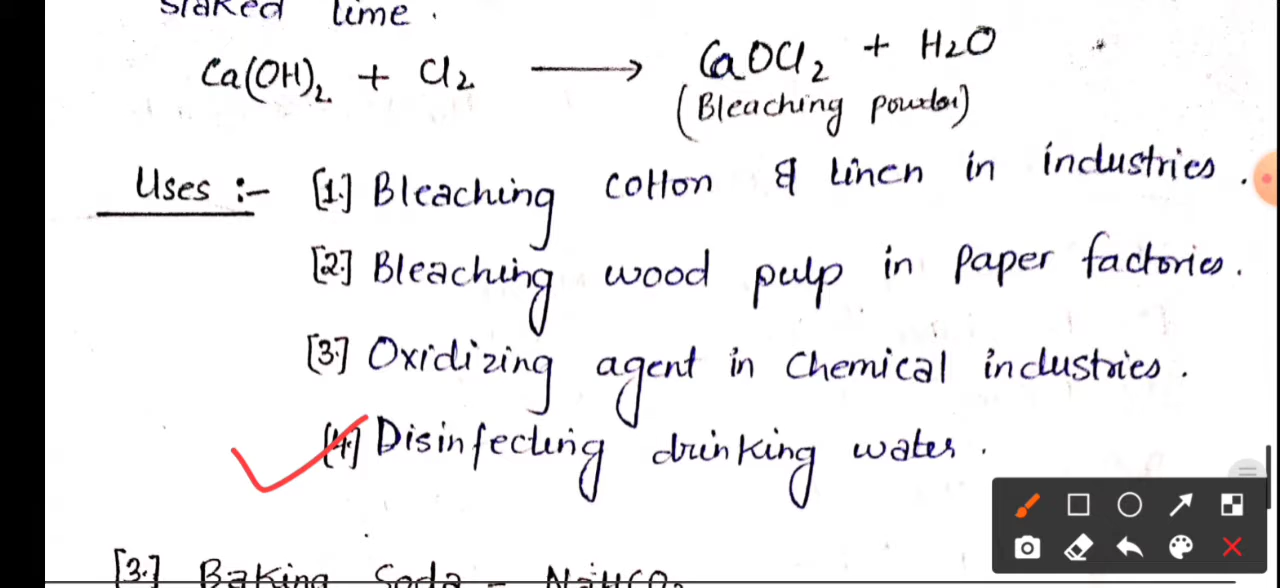 slaked lime.
Ca(OH)₂ + Cl₂ ⟶ CaOCl₂ + H₂O
(Bleaching powder)
Uses :- [1.] Bleaching cotton & linen in industries.
[2.] Bleaching wood pulp in paper factories.
[3.] Oxidizing agent in chemical industries.
[4.] Disinfecting drinking water.
[3.] Baking Soda - NaHCO₃